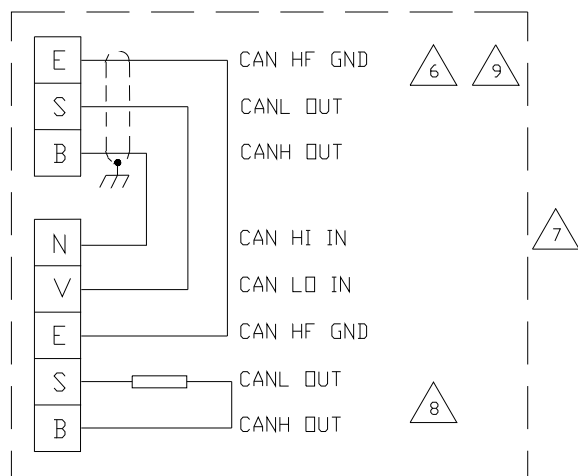 E CAN HF GND 6 9
S CANL OUT
B CANH OUT
N CAN HI IN 7
V CAN LO IN
E CAN HF GND
S CANL OUT
B CANH OUT 8